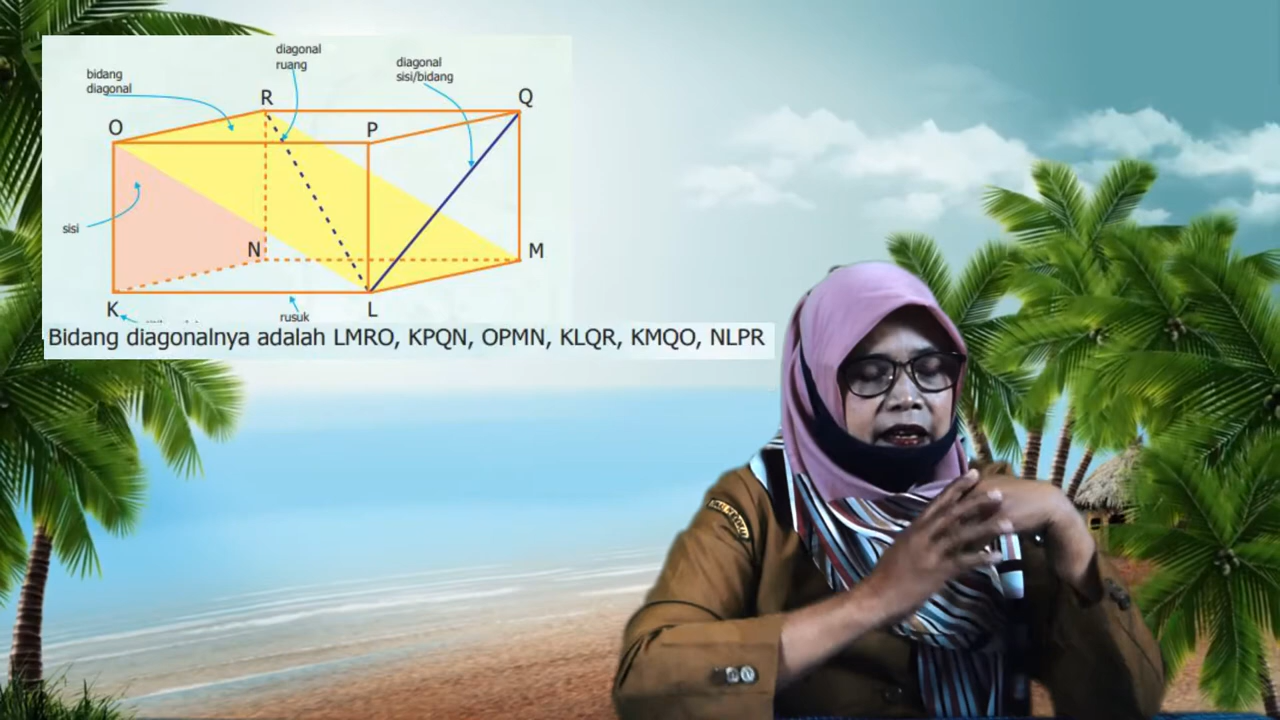 diagonal
ruang
diagonal
sisi/bidang
bidang
diagonal
R
Q
O
P
sisi
N
M
K
L
rusuk
Bidang diagonalnya adalah LMRO, KPQN, OPMN, KLQR, KMQO, NLPR